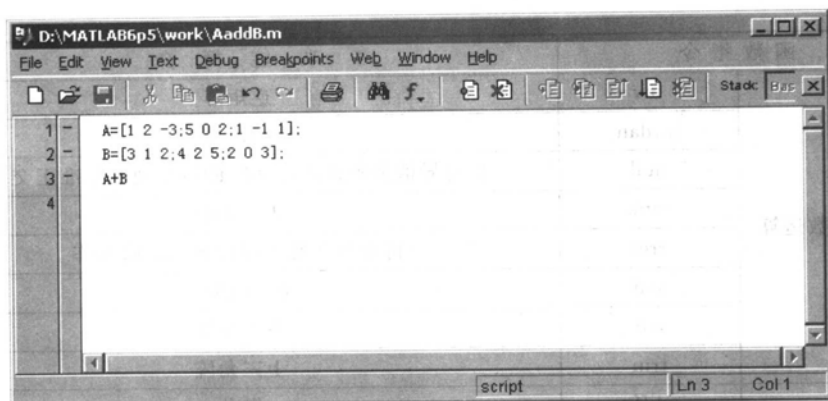 D:\MATLAB6p5\work\AaddB.m
File Edit View Text Debug Breakpoints Web Window Help
Stack: Bas
1 - A=[1 2 -3;5 0 2;1 -1 1];
2 - B=[3 1 2;4 2 5;2 0 3];
3 - A+B
4
script Ln 3 Col 1